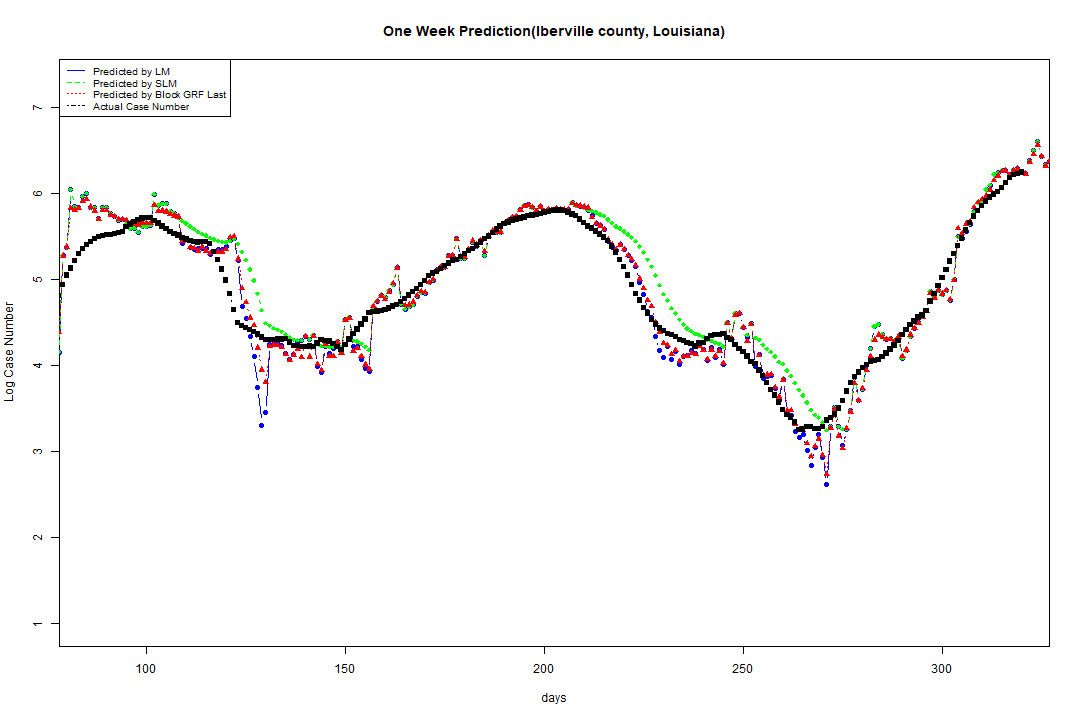 One Week Prediction(Iberville county, Louisiana)
Predicted by LM
Predicted by SLM
Predicted by Block GRF Last
Actual Case Number
7
6
5
4
3
2
1
Log Case Number
100 150 200 250 300
days